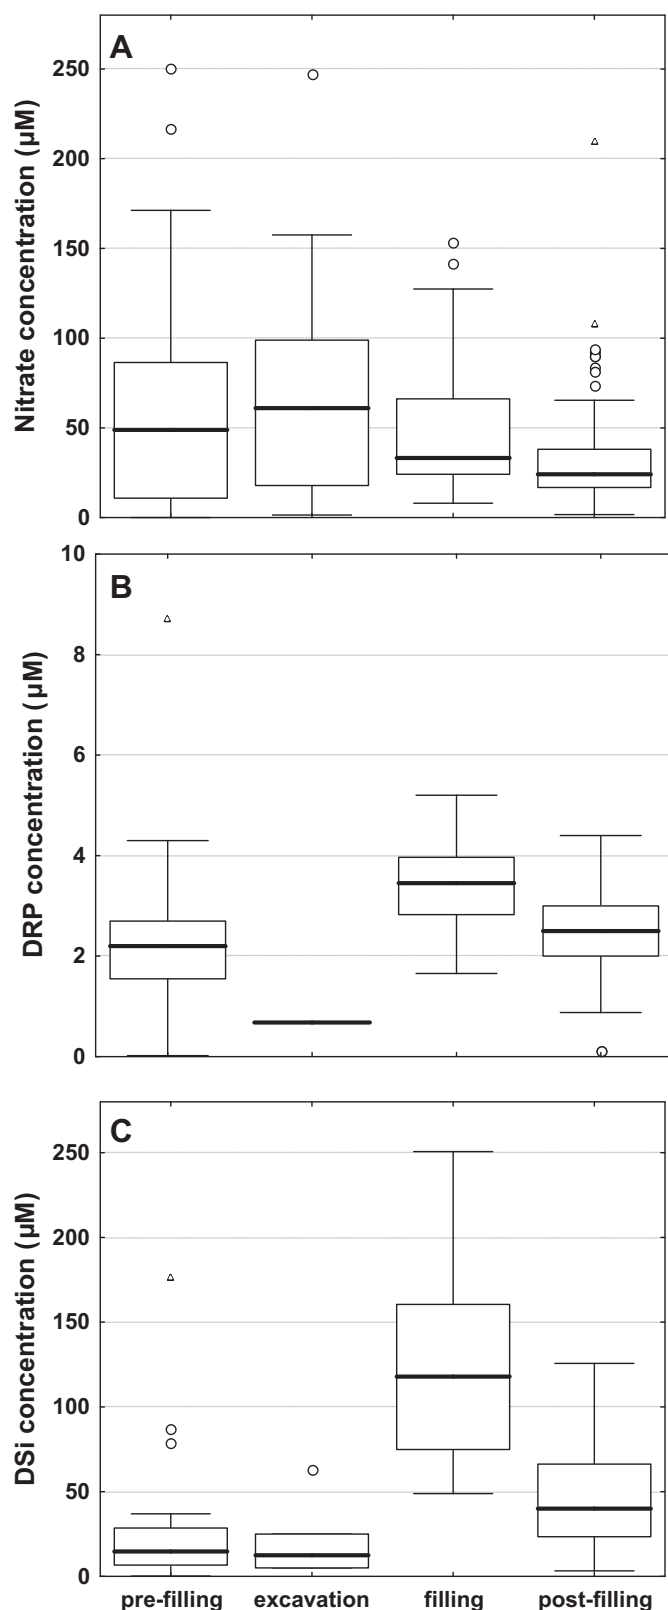 A
Nitrate concentration (µM)
250
200
150
100
50
0
B
DRP concentration (µM)
10
8
6
4
2
0
C
DSi concentration (µM)
250
200
150
100
50
0
pre-filling excavation filling post-filling